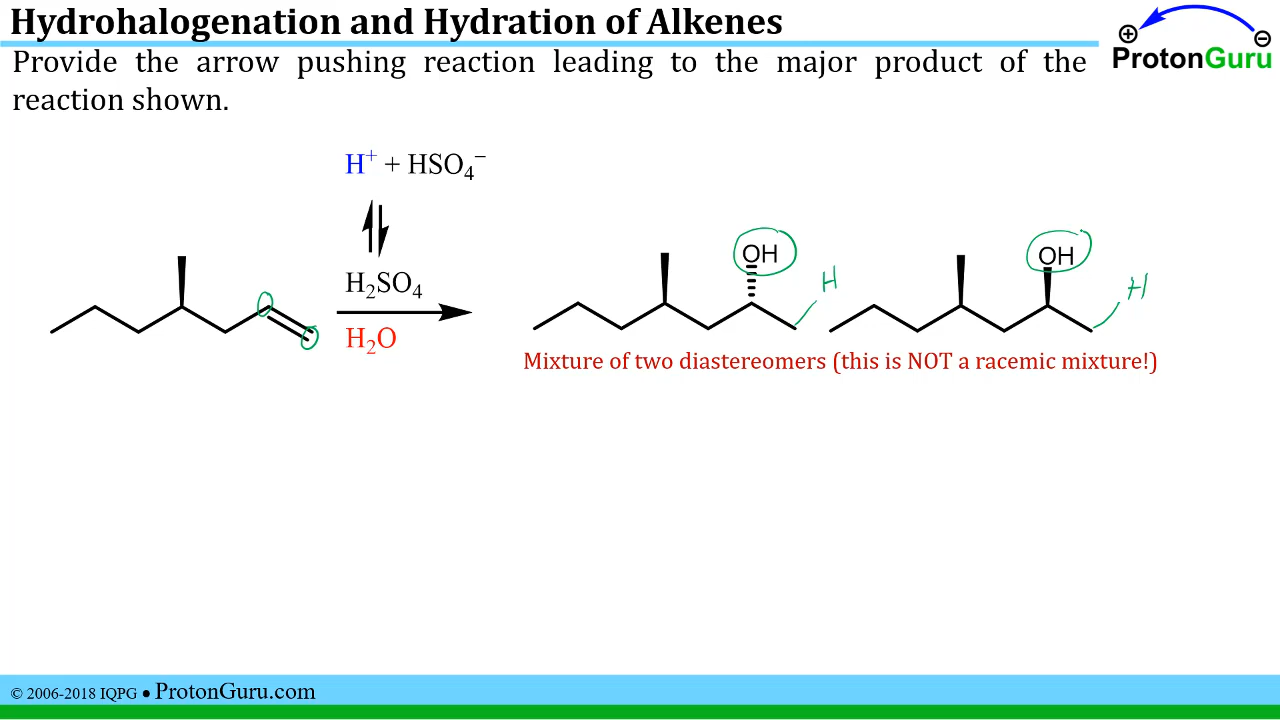 Hydrohalogenation and Hydration of Alkenes
⊕ ⊖
ProtonGuru
Provide the arrow pushing reaction leading to the major product of the
reaction shown.
H⁺ + HSO₄⁻
H₂SO₄
H₂O
OH
H
OH
H
Mixture of two diastereomers (this is NOT a racemic mixture!)
© 2006-2018 IQPG ● ProtonGuru.com